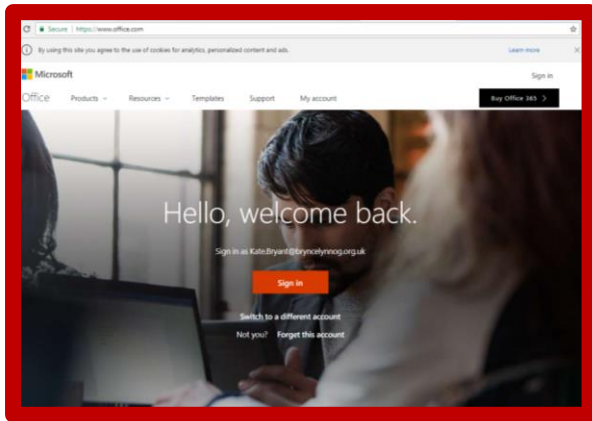 Secure | https://www.office.com
By using this site you agree to the use of cookies for analytics, personalized content and ads. Learn more
Microsoft Sign in
Office Products Resources Templates Support My account Buy Office 365 >
Hello, welcome back.
Sign in as Kate.Bryant@bryncelynnog.org.uk
Sign in
Switch to a different account
Not you? Forget this account